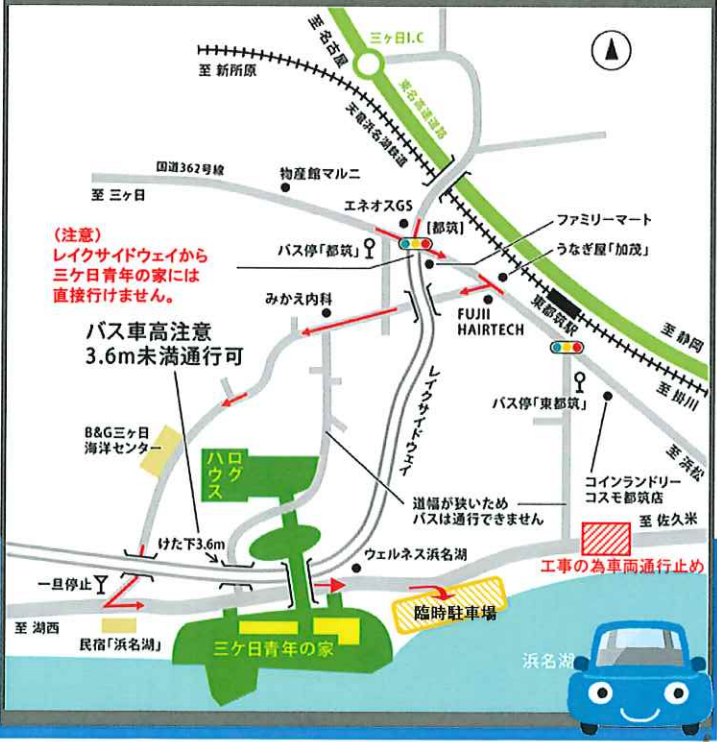 至 名古屋
三ヶ日I.C
至 新所原
東名高速道路
天竜浜名湖鉄道
国道362号線
物産館マルニ
至 三ヶ日
エネオスGS
[都筑]
ファミリーマート
(注意)
レイクサイドウェイから
三ケ日青年の家には
直接行けません。
バス停「都筑」
うなぎ屋「加茂」
みかえ内科
東都筑駅
FUJII
HAIRTECH
至 静岡
バス車高注意
3.6m未満通行可
至 掛川
レイクサイドウェイ
バス停「東都筑」
B&G三ヶ日
海洋センター
至 浜松
ログ
ハウス
コインランドリー
コスモ都筑店
道幅が狭いため
バスは通行できません
至 佐久米
けた下3.6m
ウェルネス浜名湖
工事の為車両通行止め
一旦停止
臨時駐車場
至 湖西
民宿「浜名湖」
三ケ日青年の家
浜名湖